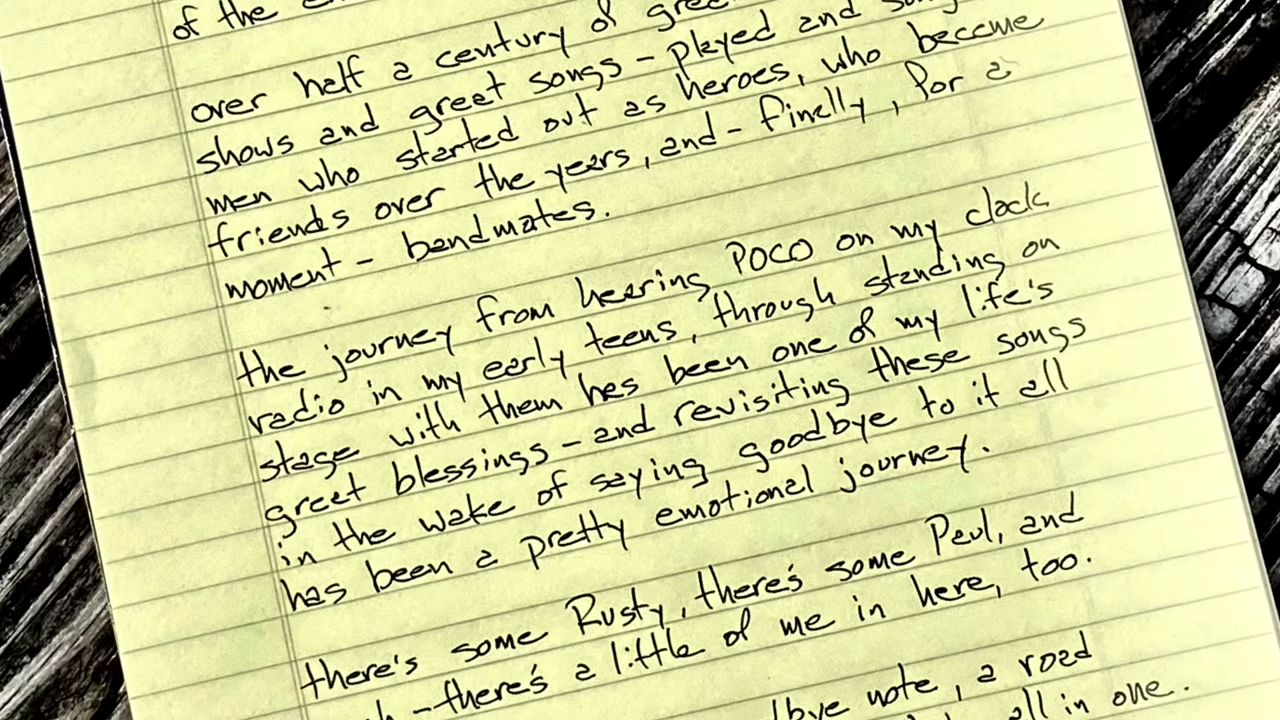 of the
over half a century of great
shows and great songs - played and
men who started out as heroes, who became
friends over the years, and - finally, for a
moment - bandmates.
the journey from hearing POCO on my clock
radio in my early teens, through standing on
stage with them has been one of my life's
great blessings - and revisiting these songs
in the wake of saying goodbye to it all
has been a pretty emotional journey.
there's some Rusty, there's some Paul, and
- there's a little of me in here, too.
note, a road
all in one.